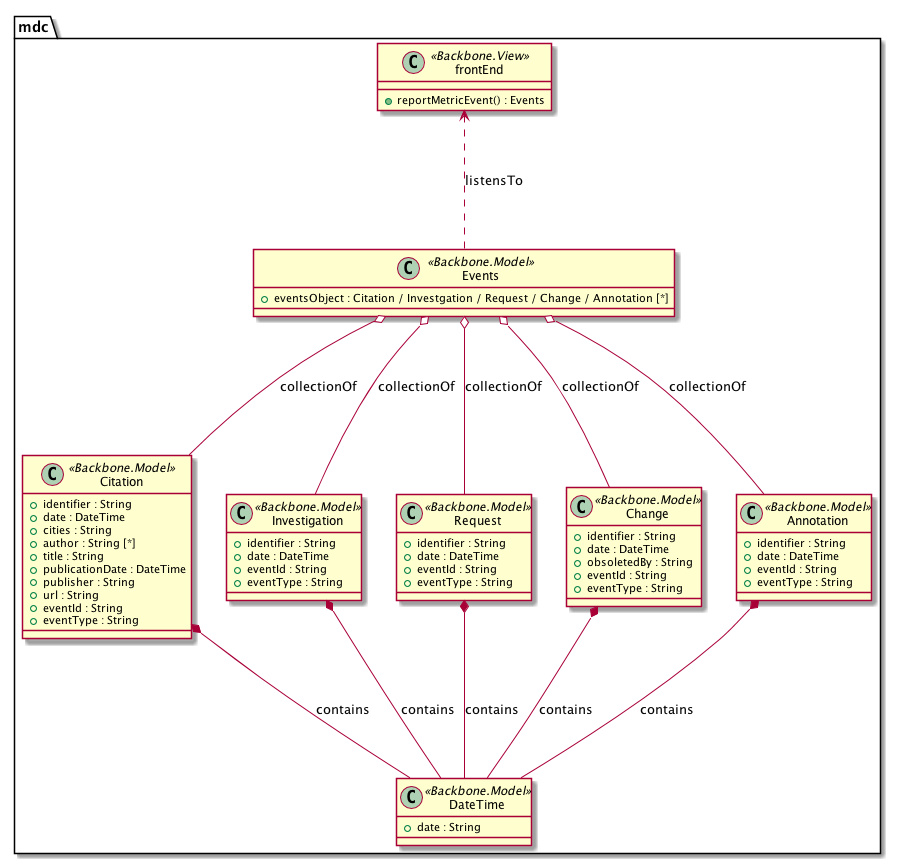 mdc
C «Backbone.View»
frontEnd
reportMetricEvent() : Events
listensTo
C «Backbone.Model»
Events
eventsObject : Citation / Investgation / Request / Change / Annotation [*]
collectionOf collectionOf collectionOf collectionOf collectionOf
C «Backbone.Model»
Citation
identifier : String
date : DateTime
cities : String
author : String [*]
title : String
publicationDate : DateTime
publisher : String
url : String
eventId : String
eventType : String
C «Backbone.Model»
Investigation
identifier : String
date : DateTime
eventId : String
eventType : String
C «Backbone.Model»
Request
identifier : String
date : DateTime
eventId : String
eventType : String
C «Backbone.Model»
Change
identifier : String
date : DateTime
obsoletedBy : String
eventId : String
eventType : String
C «Backbone.Model»
Annotation
identifier : String
date : DateTime
eventId : String
eventType : String
contains contains contains contains contains
C «Backbone.Model»
DateTime
date : String